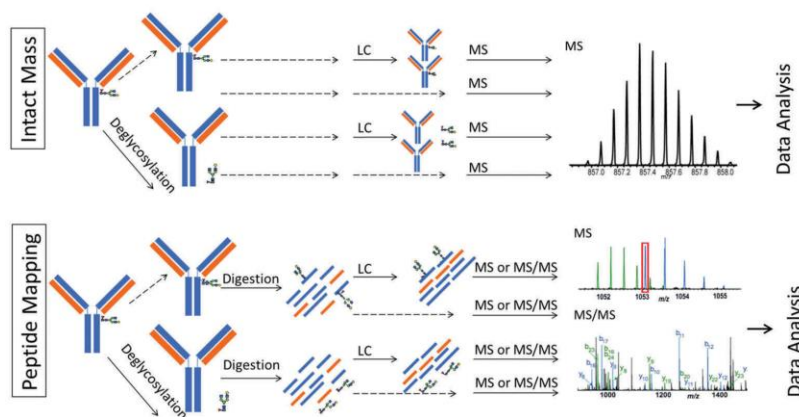 Intact Mass
Deglycosylation
LC
MS
MS
LC
MS
MS
MS
857.0 857.2 857.4 857.6 857.8 858.0
m/z
Data Analysis
Peptide Mapping
Deglycosylation
Digestion
LC
MS or MS/MS
MS or MS/MS
Digestion
LC
MS or MS/MS
MS or MS/MS
MS
1052 1053 1054 1055
m/z
MS/MS
b17
b11
b12
1000 1200 1400
m/z
Data Analysis